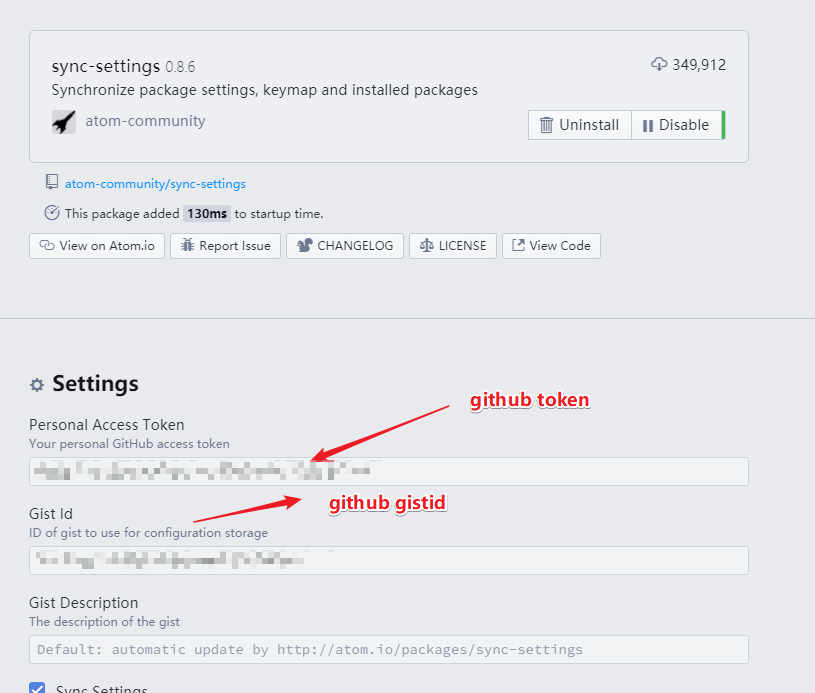 sync-settings 0.8.6
349,912
Synchronize package settings, keymap and installed packages
atom-community
Uninstall
Disable
atom-community/sync-settings
This package added 130ms to startup time.
View on Atom.io
Report Issue
CHANGELOG
LICENSE
View Code
Settings
github token
Personal Access Token
Your personal GitHub access token
github gistid
Gist Id
ID of gist to use for configuration storage
Gist Description
The description of the gist
Default: automatic update by http://atom.io/packages/sync-settings
Sync Settings